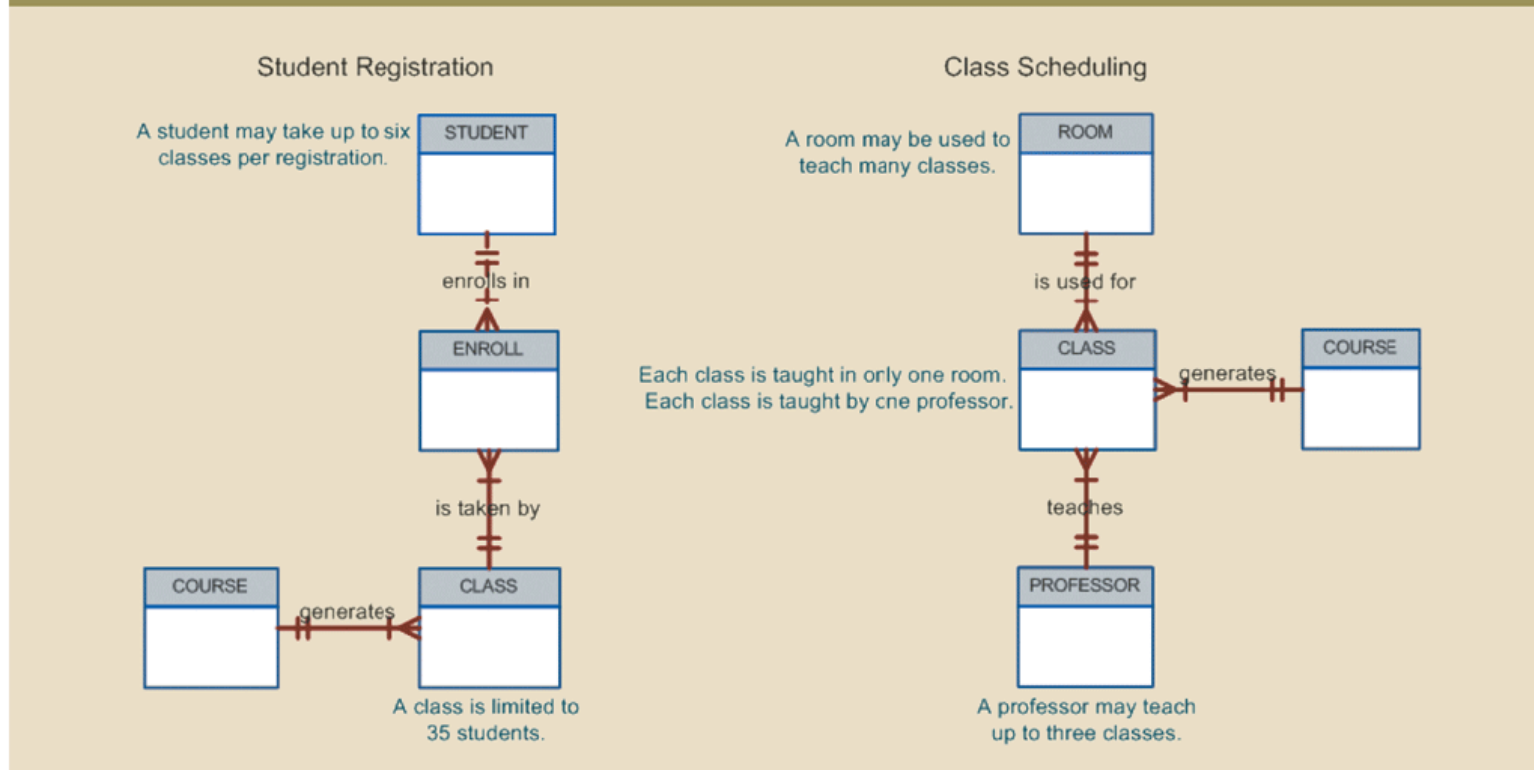 Student Registration
A student may take up to six
classes per registration.
STUDENT
enrolls in
ENROLL
is taken by
COURSE
generates
CLASS
A class is limited to
35 students.
Class Scheduling
A room may be used to
teach many classes.
ROOM
is used for
Each class is taught in only one room.
Each class is taught by one professor.
CLASS
generates
COURSE
teaches
PROFESSOR
A professor may teach
up to three classes.